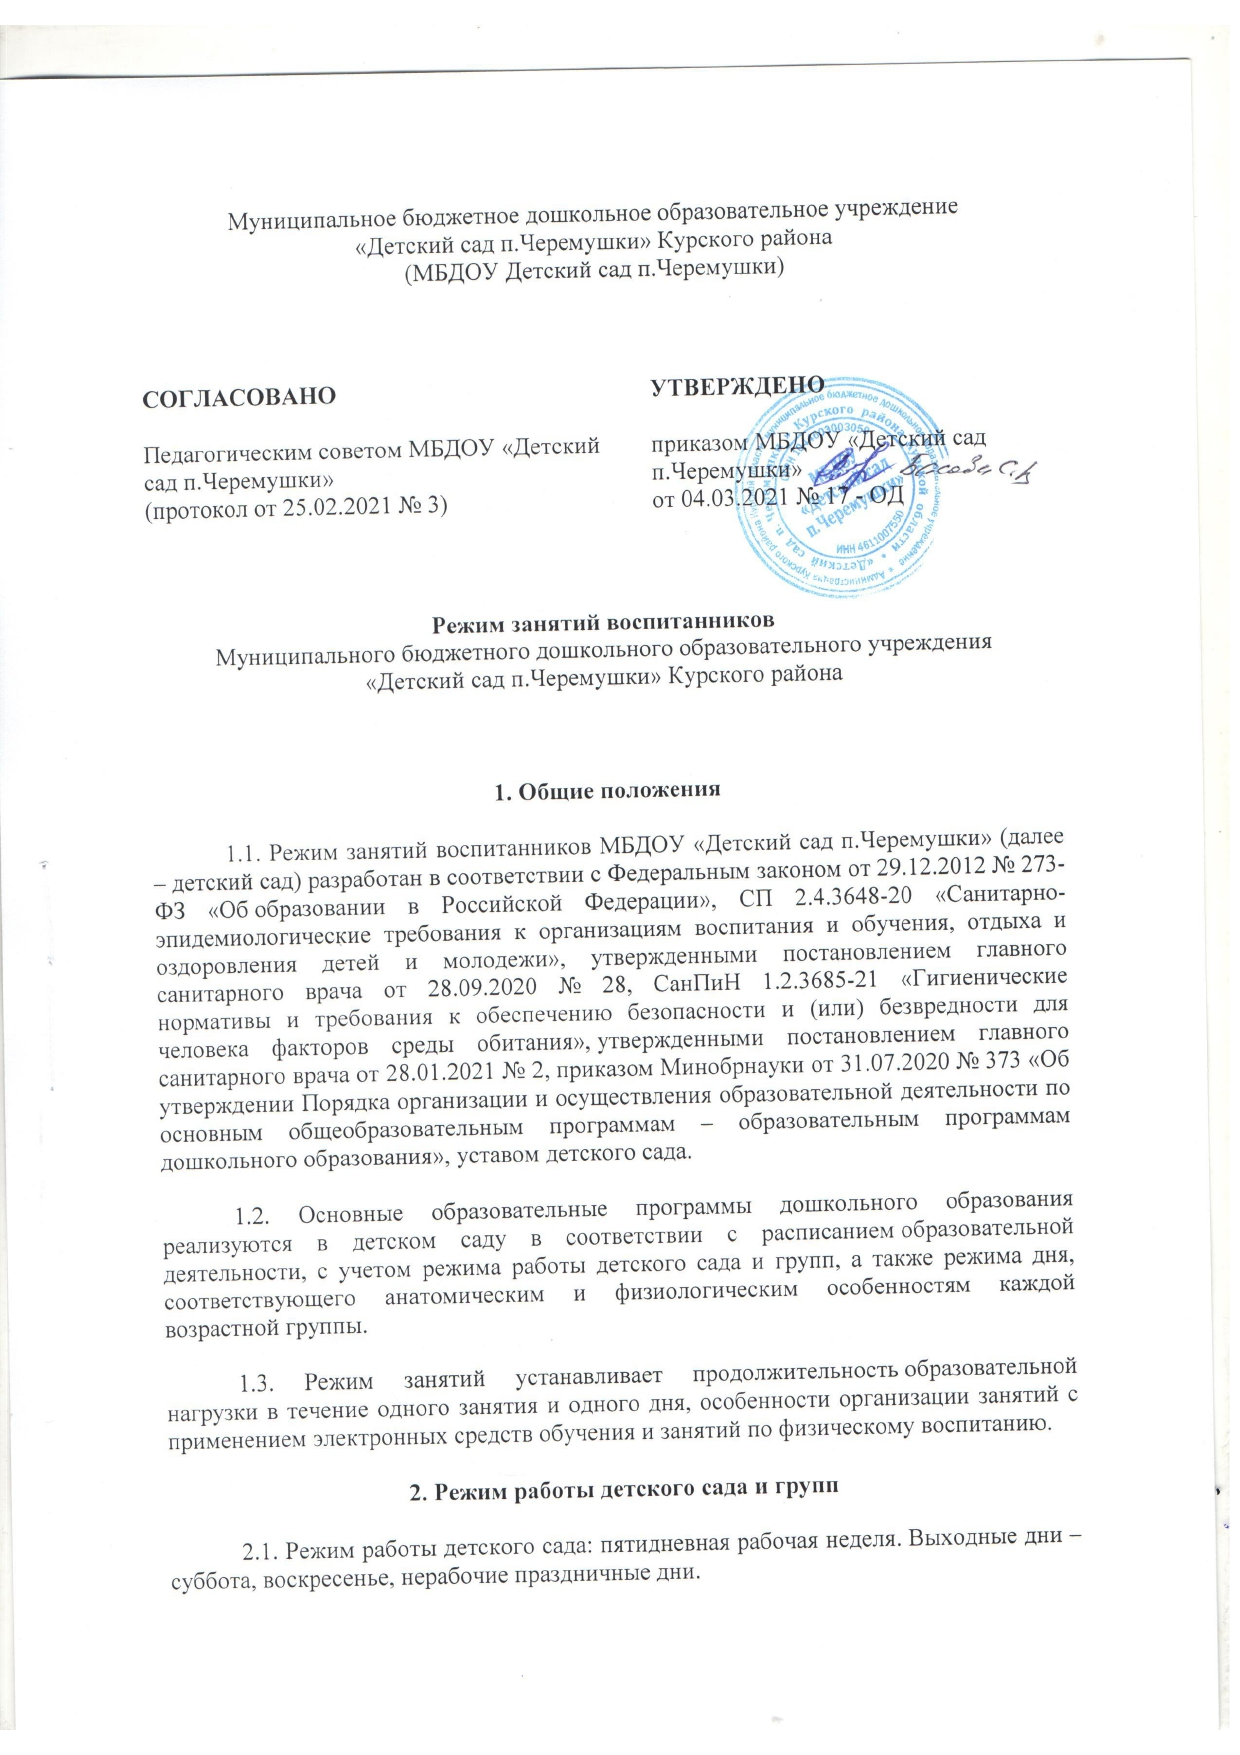 Муниципальное бюджетное дошкольное образовательное учреждение
«Детский сад п.Черемушки» Курского района
(МБДОУ Детский сад п.Черемушки)
СОГЛАСОВАНО
Педагогическим советом МБДОУ «Детский
сад п.Черемушки»
(протокол от 25.02.2021 № 3)
УТВЕРЖДЕНО
приказом МБДОУ «Детский сад
п.Черемушки»
от 04.03.2021 № 17 - ОД
МБДОУ
«Детский сад
п.Черемушки»
ИНН 4611007550
Режим занятий воспитанников
Муниципального бюджетного дошкольного образовательного учреждения
«Детский сад п.Черемушки» Курского района
1. Общие положения
1.1. Режим занятий воспитанников МБДОУ «Детский сад п.Черемушки» (далее
– детский сад) разработан в соответствии с Федеральным законом от 29.12.2012 № 273-
ФЗ «Об образовании в Российской Федерации», СП 2.4.3648-20 «Санитарно-
эпидемиологические требования к организациям воспитания и обучения, отдыха и
оздоровления детей и молодежи», утвержденными постановлением главного
санитарного врача от 28.09.2020 № 28, СанПиН 1.2.3685-21 «Гигиенические
нормативы и требования к обеспечению безопасности и (или) безвредности для
человека факторов среды обитания», утвержденными постановлением главного
санитарного врача от 28.01.2021 № 2, приказом Минобрнауки от 31.07.2020 № 373 «Об
утверждении Порядка организации и осуществления образовательной деятельности по
основным общеобразовательным программам – образовательным программам
дошкольного образования», уставом детского сада.
1.2. Основные образовательные программы дошкольного образования
реализуются в детском саду в соответствии с расписанием образовательной
деятельности, с учетом режима работы детского сада и групп, а также режима дня,
соответствующего анатомическим и физиологическим особенностям каждой
возрастной группы.
1.3. Режим занятий устанавливает продолжительность образовательной
нагрузки в течение одного занятия и одного дня, особенности организации занятий с
применением электронных средств обучения и занятий по физическому воспитанию.
2. Режим работы детского сада и групп
2.1. Режим работы детского сада: пятидневная рабочая неделя. Выходные дни –
суббота, воскресенье, нерабочие праздничные дни.